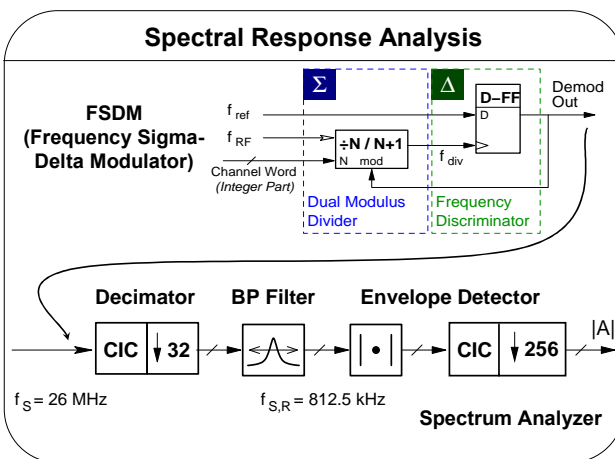 Spectral Response Analysis
FSDM
(Frequency Sigma-
Delta Modulator)
Σ
Δ
f ref
f RF
Channel Word
(Integer Part)
÷N / N+1
N mod
f div
D–FF
D
Demod
Out
Dual Modulus
Divider
Frequency
Discriminator
Decimator
BP Filter
Envelope Detector
CIC
↓ 32
| • |
CIC
↓ 256
|A|
f S = 26 MHz
f S,R = 812.5 kHz
Spectrum Analyzer